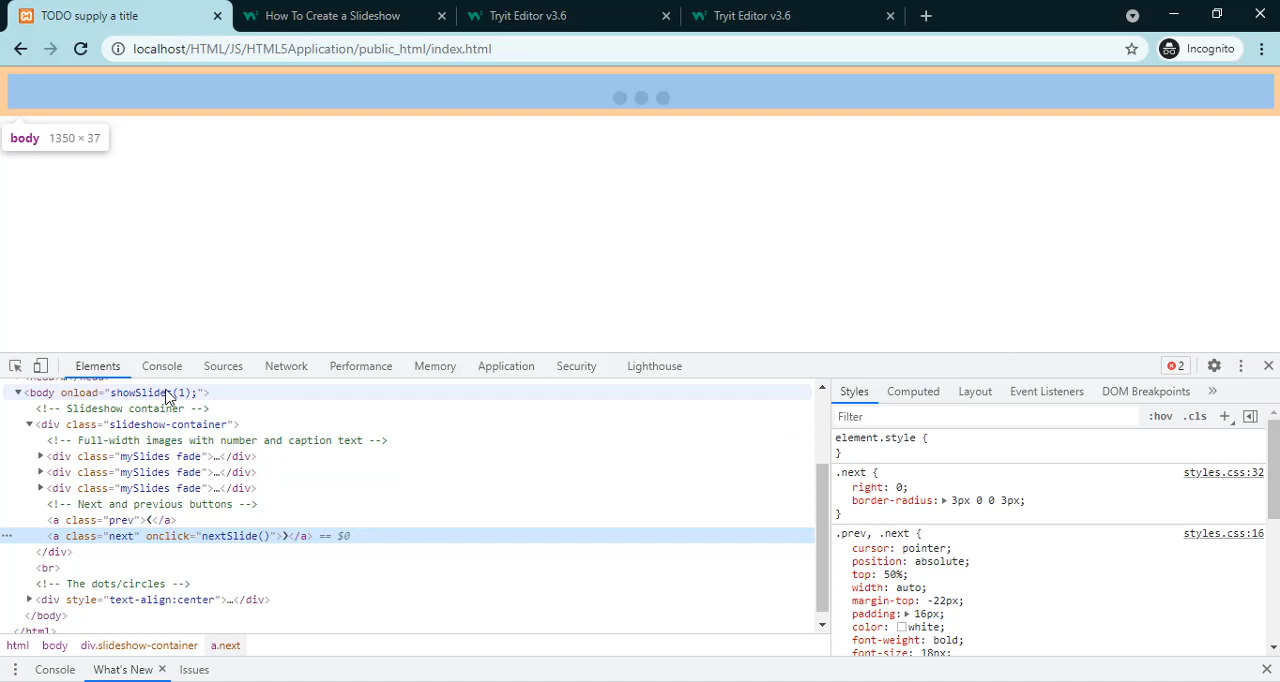 TODO supply a title
How To Create a Slideshow
Tryit Editor v3.6
Tryit Editor v3.6
localhost/HTML/JS/HTML5Application/public_html/index.html
Incognito
body 1350 × 37
Elements Console Sources Network Performance Memory Application Security Lighthouse 2
<body onload="showSlides(1);">
<!-- Slideshow container -->
<div class="slideshow-container">
<!-- Full-width images with number and caption text -->
<div class="mySlides fade">…</div>
<div class="mySlides fade">…</div>
<div class="mySlides fade">…</div>
<!-- Next and previous buttons -->
<a class="prev">❮</a>
<a class="next" onclick="nextSlide()">❯</a> == $0
</div>
<br>
<!-- The dots/circles -->
<div style="text-align:center">…</div>
</body>
</html>
html body div.slideshow-container a.next
Styles Computed Layout Event Listeners DOM Breakpoints »
Filter :hov .cls +
element.style {
}
.next { styles.css:32
right: 0;
border-radius: 3px 0 0 3px;
}
.prev, .next { styles.css:16
cursor: pointer;
position: absolute;
top: 50%;
width: auto;
margin-top: -22px;
padding: 16px;
color: white;
font-weight: bold;
font-size: 18px;
Console What's New Issues